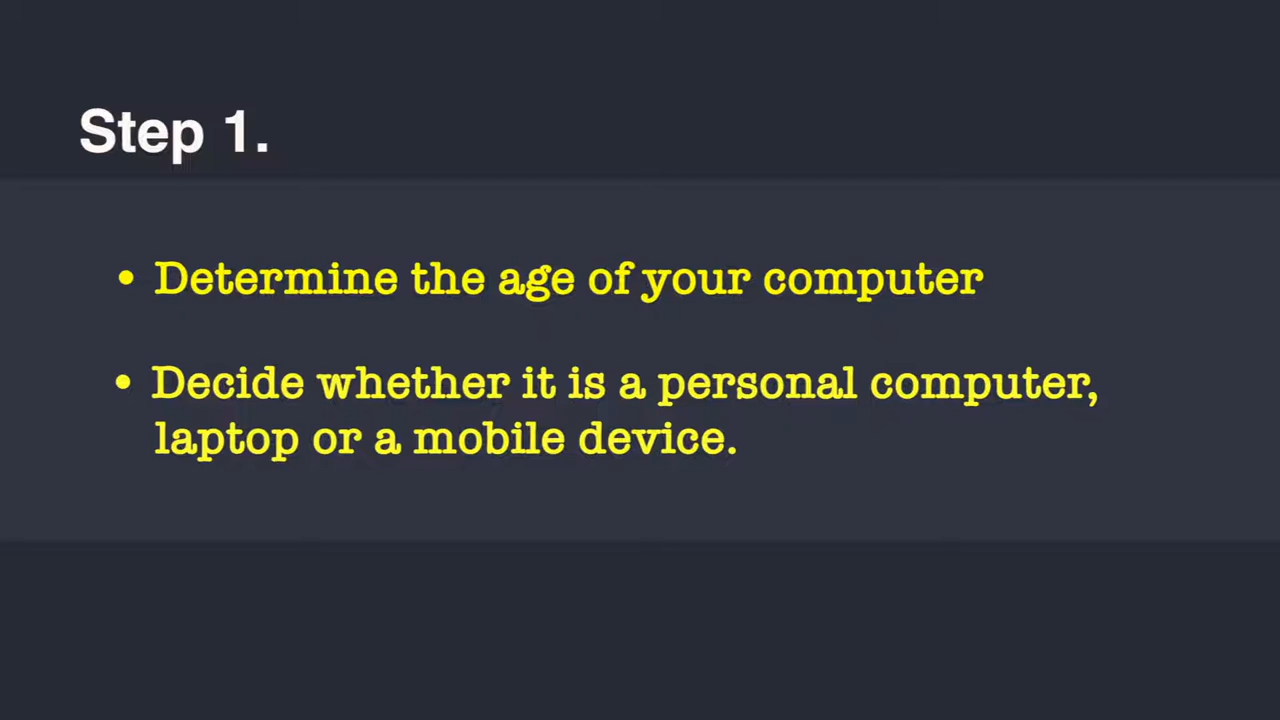 Step 1.
• Determine the age of your computer
• Decide whether it is a personal computer,
laptop or a mobile device.